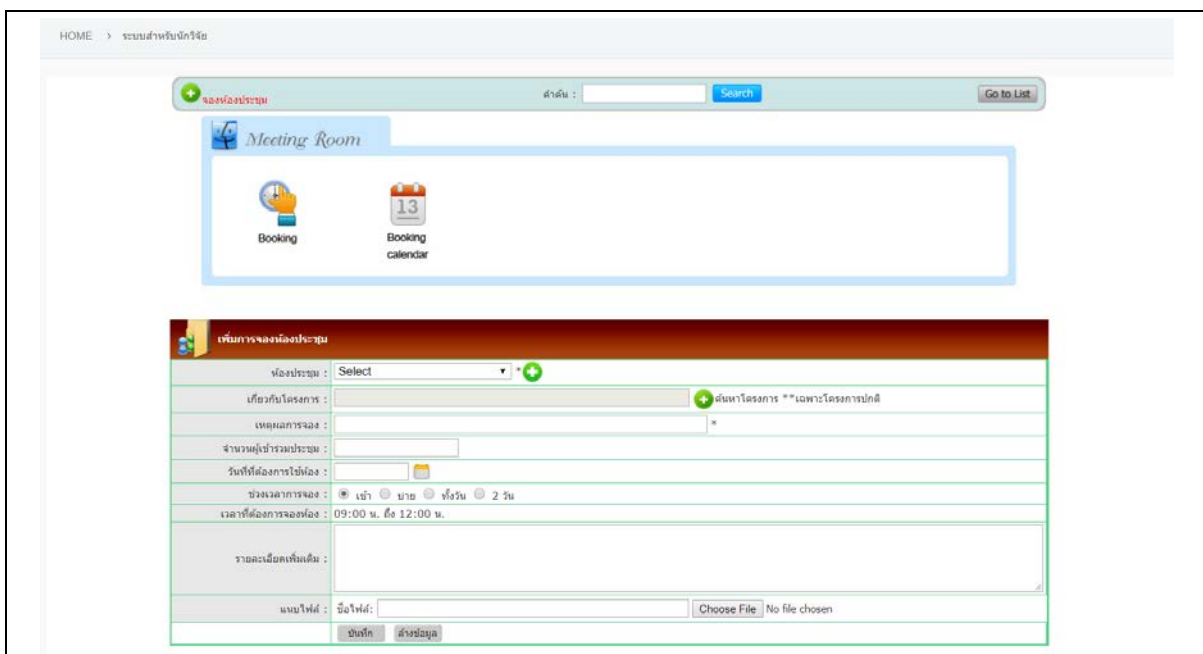 HOME > ระบบสำหรับนักวิจัย
จองห้องประชุม คำค้น : Search Go to List
Meeting Room
13
Booking Booking
calendar
เพิ่มการจองห้องประชุม
ห้องประชุม : Select *
เกี่ยวกับโครงการ : ค้นหาโครงการ **เฉพาะโครงการปกติ
เหตุผลการจอง : *
จำนวนผู้เข้าร่วมประชุม :
วันที่ที่ต้องการใช้ห้อง :
ช่วงเวลาการจอง : เช้า บ่าย ทั้งวัน 2 วัน
เวลาที่ต้องการจองห้อง : 09:00 น. ถึง 12:00 น.
รายละเอียดเพิ่มเติม :
แนบไฟล์ : ชื่อไฟล์: Choose File No file chosen
บันทึก ล้างข้อมูล